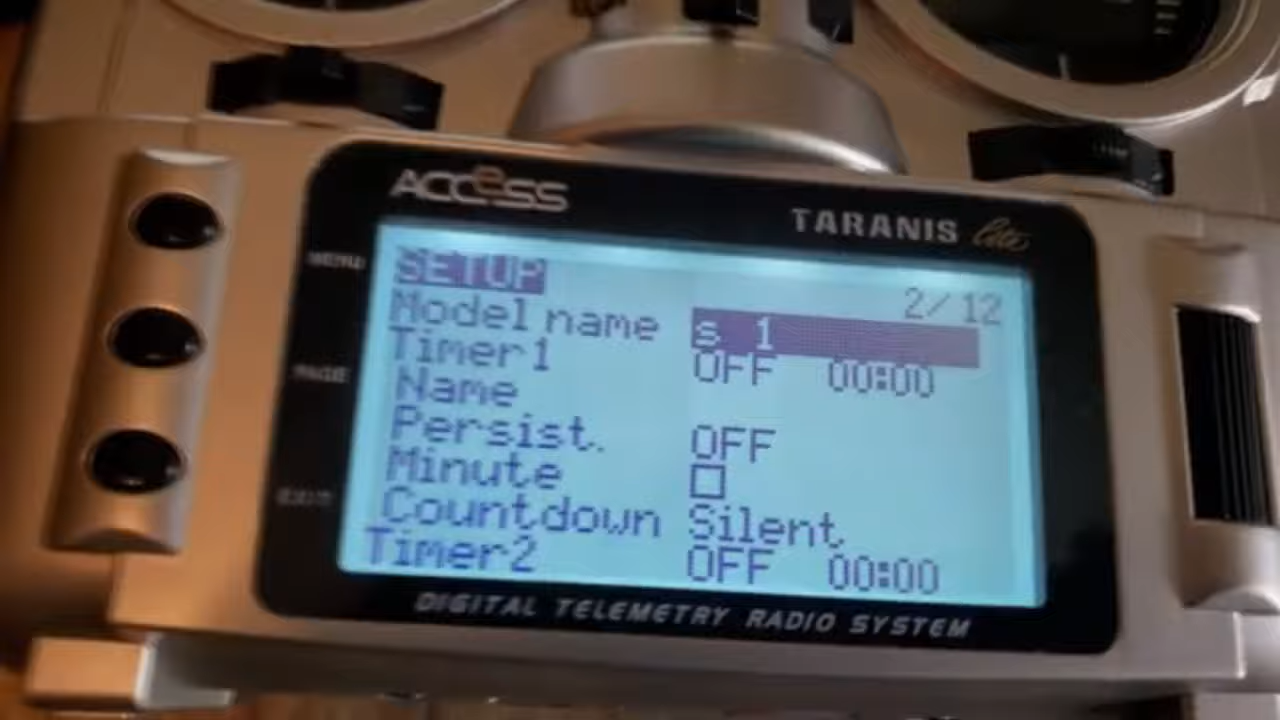 ACCESS
TARANIS lite
MENU
SETUP 2/12
Model name s 1
Timer1 OFF 00:00
PAGE
Name
Persist. OFF
Minute
EXIT
Countdown Silent
Timer2 OFF 00:00
DIGITAL TELEMETRY RADIO SYSTEM